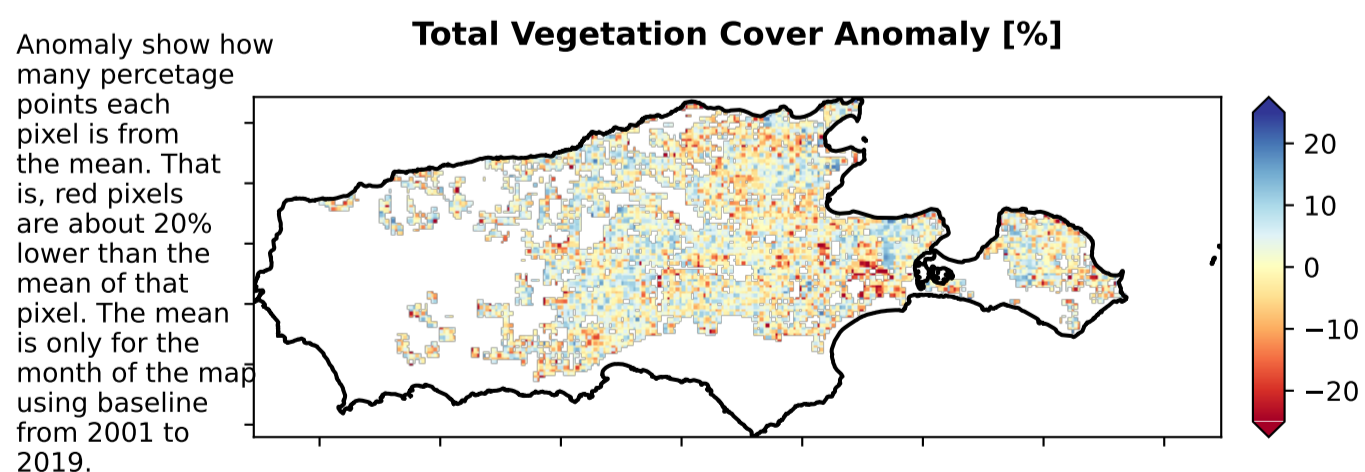 Total Vegetation Cover Anomaly [%]
Anomaly show how
many percetage
points each
pixel is from
the mean. That
is, red pixels
are about 20%
lower than the
mean of that
pixel. The mean
is only for the
month of the map
using baseline
from 2001 to
2019.
20
10
0
−10
−20